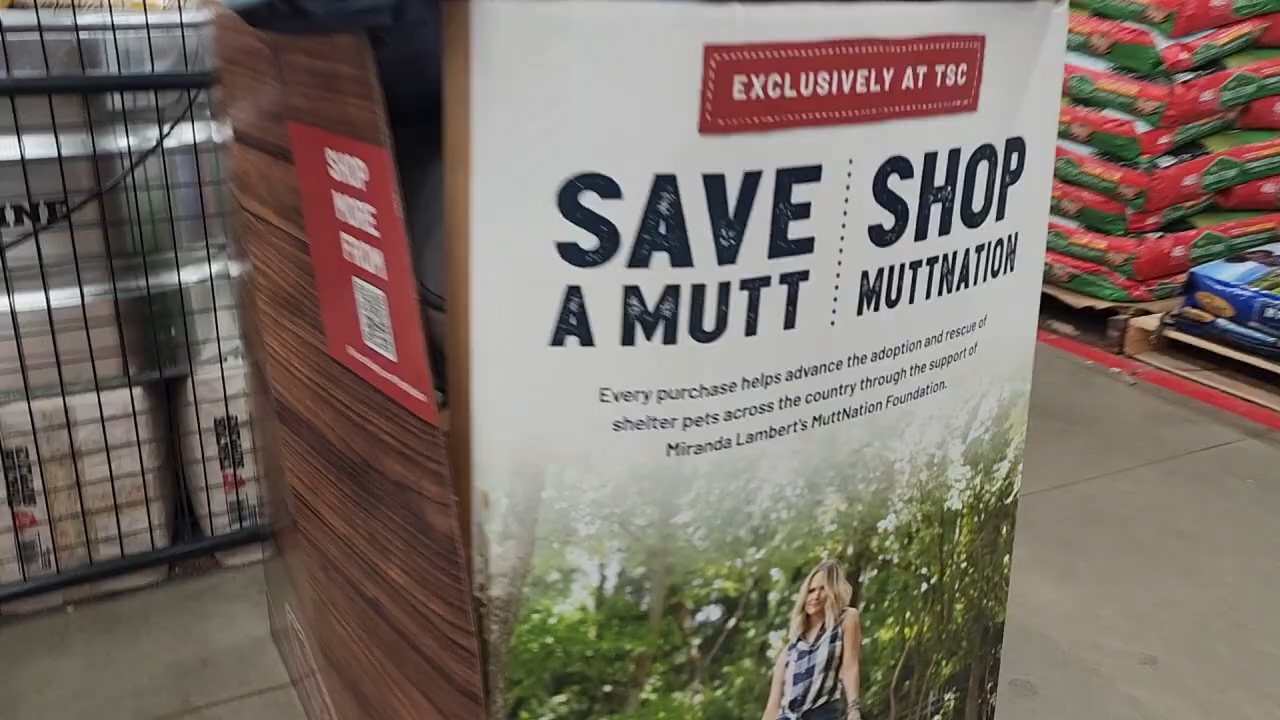 EXCLUSIVELY AT TSC
SAVE
A MUTT
SHOP
MUTTNATION
Every purchase helps advance the adoption and rescue of
shelter pets across the country through the support of
Miranda Lambert's MuttNation Foundation.
SHOP
MORE
FROM
INE